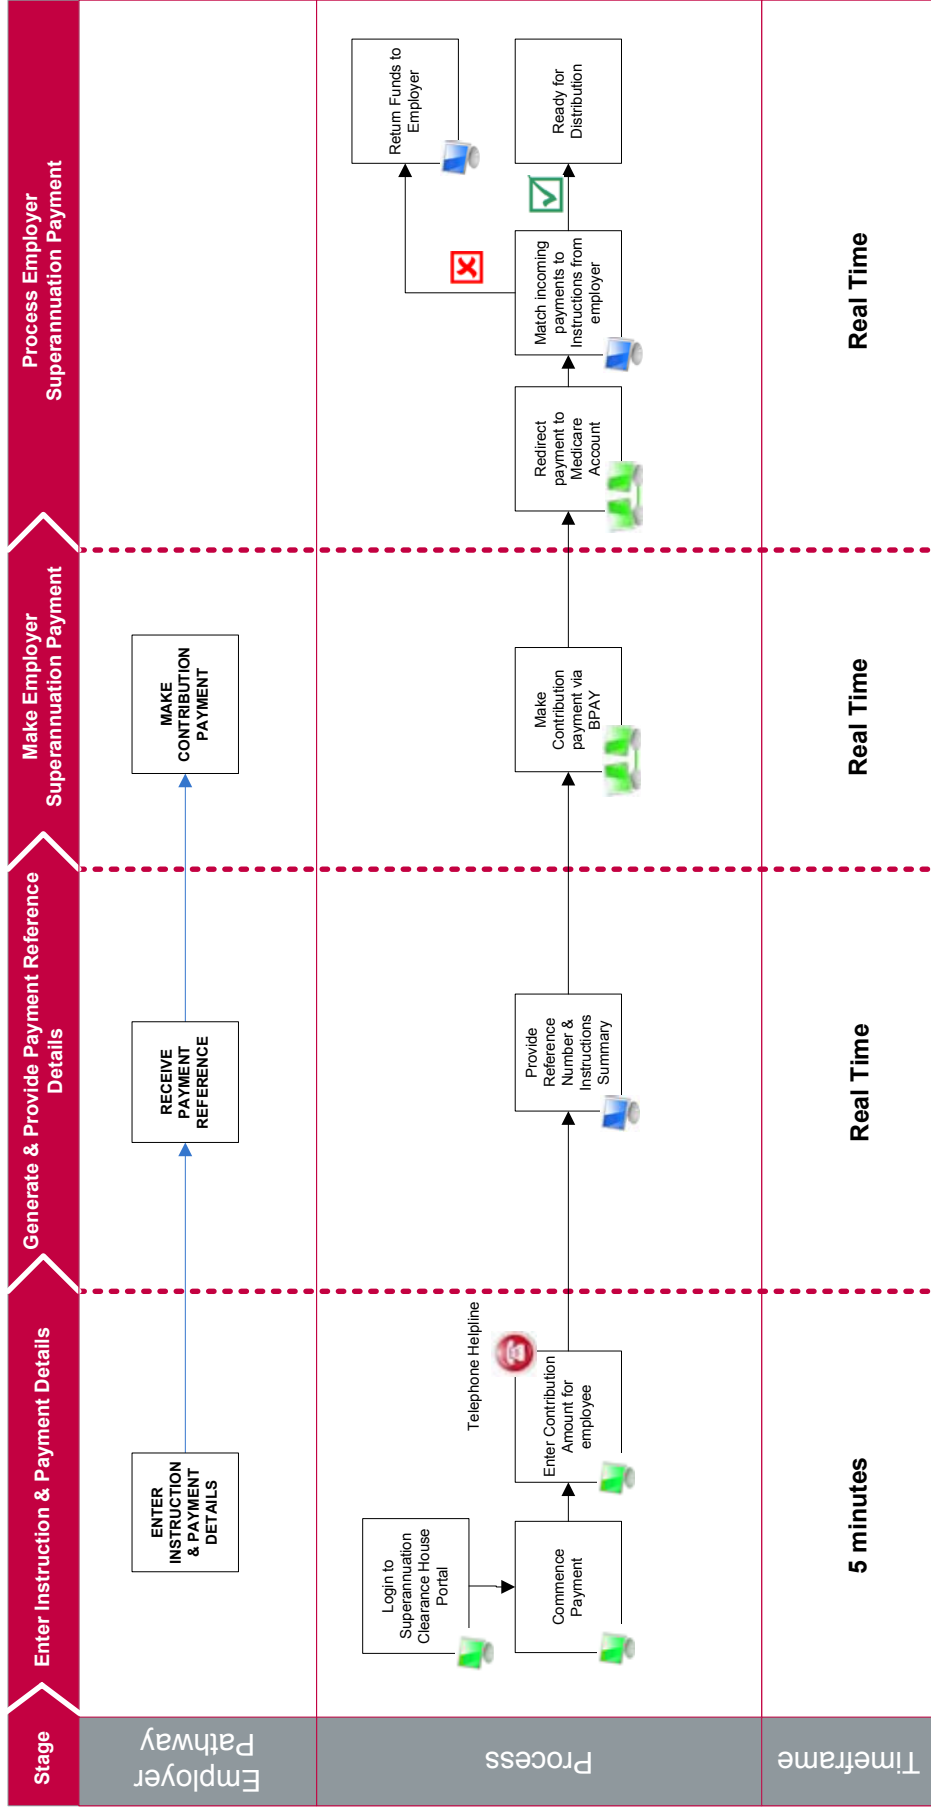 Stage
Enter Instruction & Payment Details
Generate & Provide Payment Reference
Details
Make Employer
Superannuation Payment
Process Employer
Superannuation Payment
Employer
Pathway
ENTER
INSTRUCTION
& PAYMENT
DETAILS
RECEIVE
PAYMENT
REFERENCE
MAKE
CONTRIBUTION
PAYMENT
Process
Login to
Superannuation
Clearance House
Portal
Commence
Payment
Telephone Helpline
Enter Contribution
Amount for
employee
Provide
Reference
Number &
Instructions
Summary
Make
Contribution
payment via
BPAY
Redirect
payment to
Medicare
Account
Match incoming
payments to
Instructions from
employer
Return Funds to
Employer
Ready for
Distribution
Timeframe
5 minutes
Real Time
Real Time
Real Time